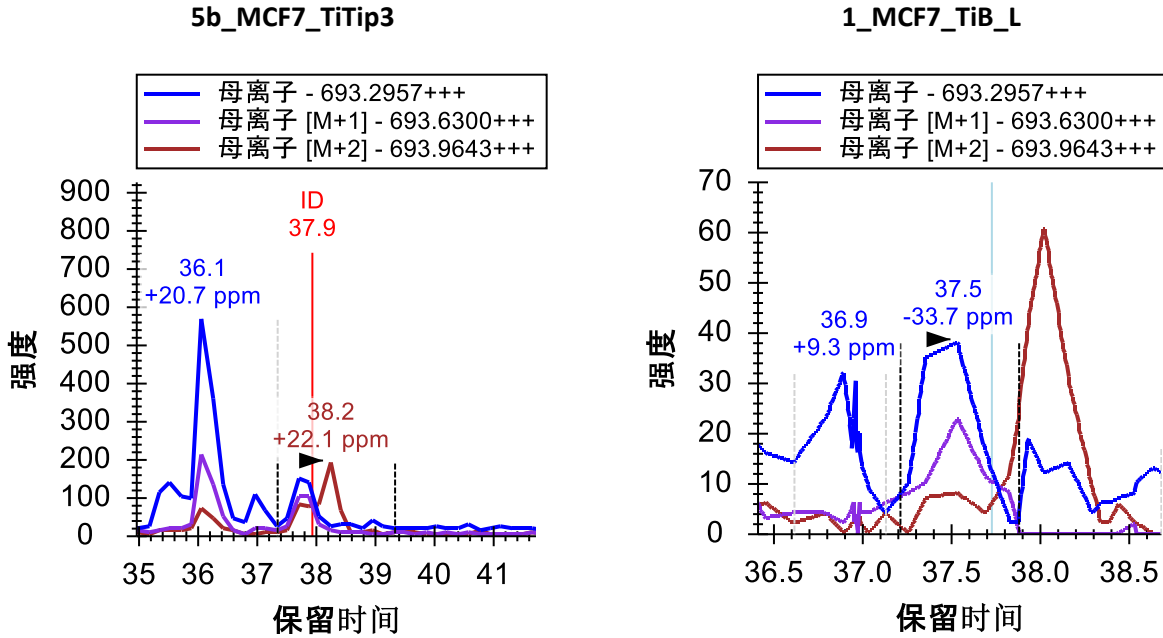 5b_MCF7_TiTip3
母离子 - 693.2957+++
母离子 [M+1] - 693.6300+++
母离子 [M+2] - 693.9643+++
900
800
700
600
500
400
300
200
100
0
强度
ID
37.9
36.1
+20.7 ppm
38.2
+22.1 ppm
35 36 37 38 39 40 41
保留时间
1_MCF7_TiB_L
母离子 - 693.2957+++
母离子 [M+1] - 693.6300+++
母离子 [M+2] - 693.9643+++
70
60
50
40
30
20
10
0
强度
37.5
-33.7 ppm
36.9
+9.3 ppm
36.5 37.0 37.5 38.0 38.5
保留时间